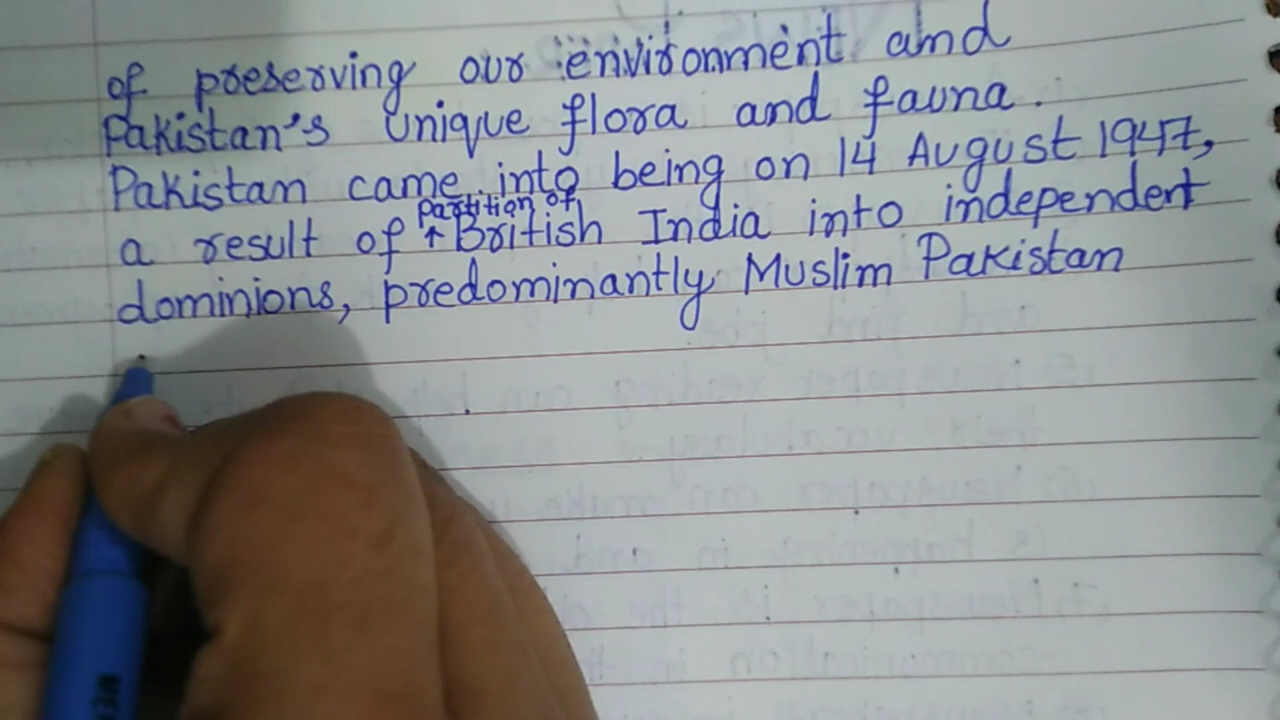 of preserving our environment and
Pakistan's unique flora and fauna.
Pakistan came into being on 14 August 1947,
partition of
a result of ↑ British India into independent
dominions, predominantly Muslim Pakistan